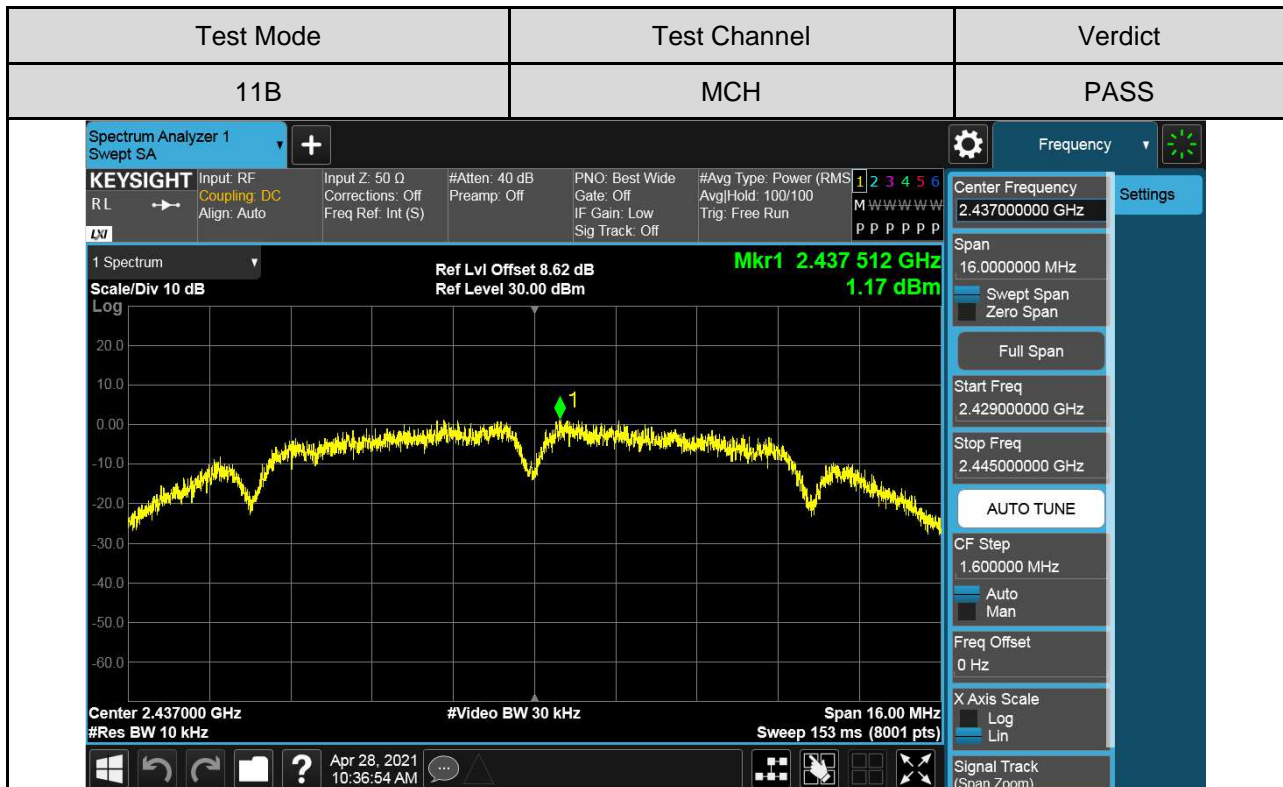 Test Mode Test Channel Verdict
11B MCH PASS
Spectrum Analyzer 1
Swept SA
+
Frequency
KEYSIGHT
RL
LXI
Input: RF
Coupling: DC
Align: Auto
Input Z: 50 Ω
Corrections: Off
Freq Ref: Int (S)
#Atten: 40 dB
Preamp: Off
PNO: Best Wide
Gate: Off
IF Gain: Low
Sig Track: Off
#Avg Type: Power (RMS
Avg|Hold: 100/100
Trig: Free Run
1 2 3 4 5 6
M W W W W W
P P P P P P
1 Spectrum
Scale/Div 10 dB
Ref Lvl Offset 8.62 dB
Ref Level 30.00 dBm
Mkr1 2.437 512 GHz
1.17 dBm
Log
20.0
10.0
0.00
-10.0
-20.0
-30.0
-40.0
-50.0
-60.0
1
Center 2.437000 GHz
#Res BW 10 kHz
#Video BW 30 kHz
Span 16.00 MHz
Sweep 153 ms (8001 pts)
?
Apr 28, 2021
10:36:54 AM
Center Frequency
2.437000000 GHz
Settings
Span
16.0000000 MHz
Swept Span
Zero Span
Full Span
Start Freq
2.429000000 GHz
Stop Freq
2.445000000 GHz
AUTO TUNE
CF Step
1.600000 MHz
Auto
Man
Freq Offset
0 Hz
X Axis Scale
Log
Lin
Signal Track
(Span Zoom)